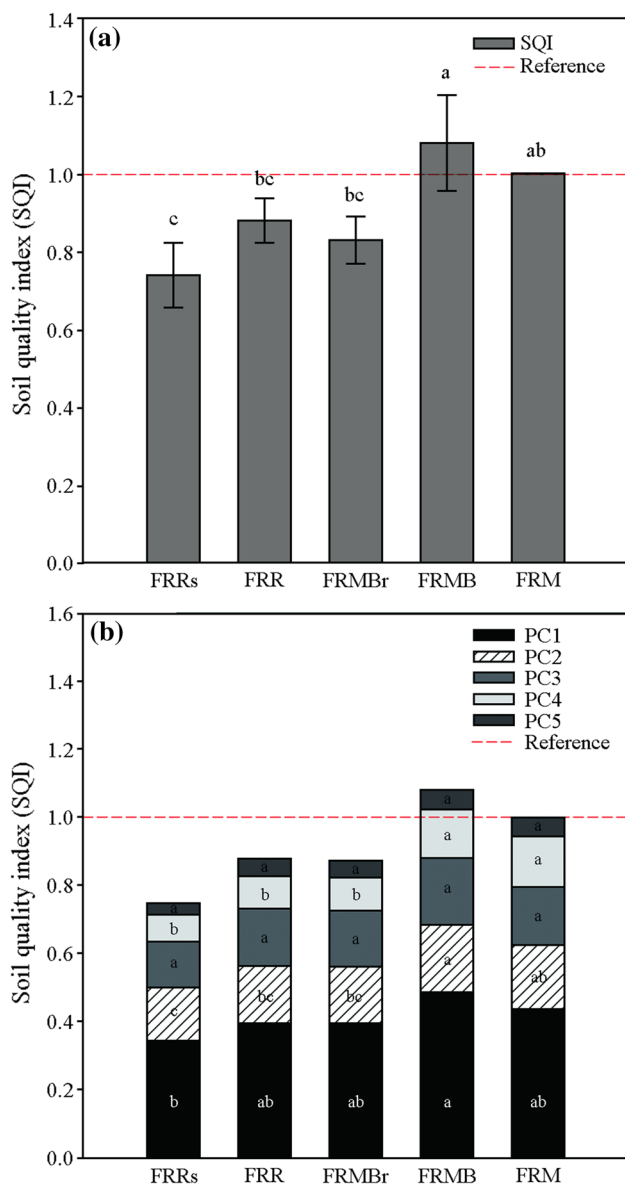 (a)
SQI
Reference
Soil quality index (SQI)
1.4
1.2
1.0
0.8
0.6
0.4
0.2
0.0
c
bc
bc
a
ab
FRRs FRR FRMBr FRMB FRM
(b)
PC1
PC2
PC3
PC4
PC5
Reference
Soil quality index (SQI)
1.6
1.4
1.2
1.0
0.8
0.6
0.4
0.2
0.0
a a a a a
b b b a a
a a a a a
c bc bc a ab
b ab ab a ab
FRRs FRR FRMBr FRMB FRM